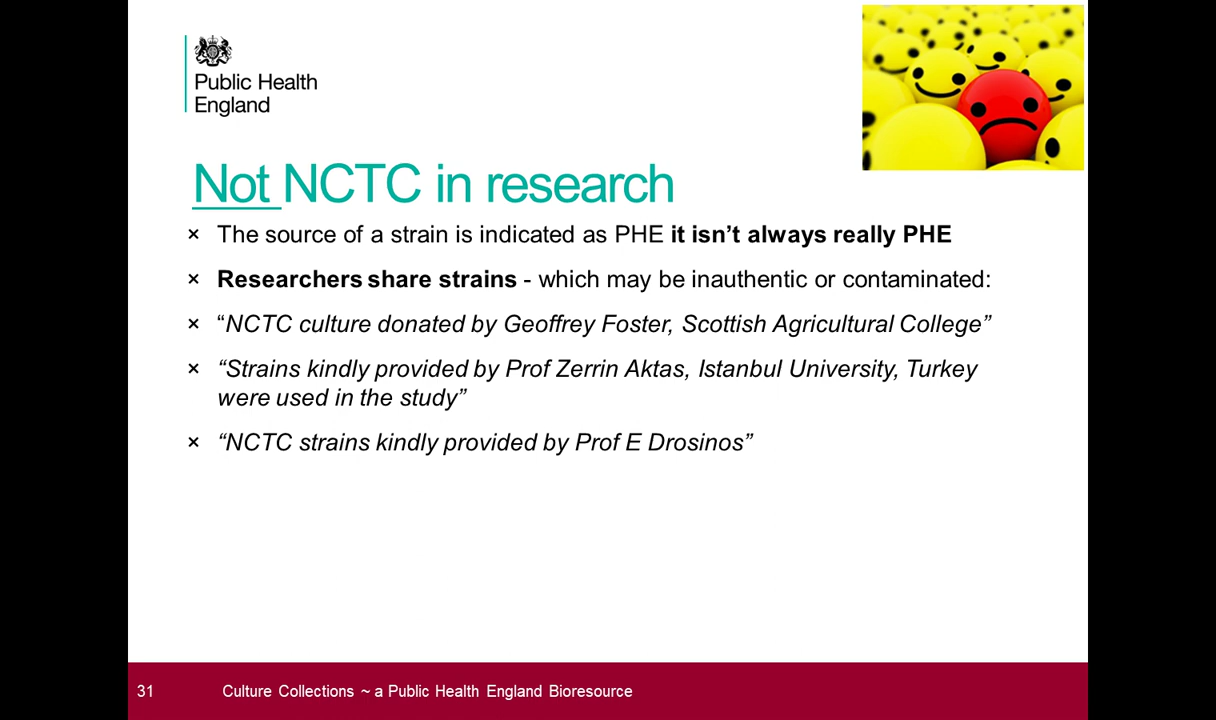 Public Health
England
Not NCTC in research
× The source of a strain is indicated as PHE it isn’t always really PHE
× Researchers share strains - which may be inauthentic or contaminated:
× “NCTC culture donated by Geoffrey Foster, Scottish Agricultural College”
× “Strains kindly provided by Prof Zerrin Aktas, Istanbul University, Turkey
were used in the study”
× “NCTC strains kindly provided by Prof E Drosinos”
31 Culture Collections ~ a Public Health England Bioresource